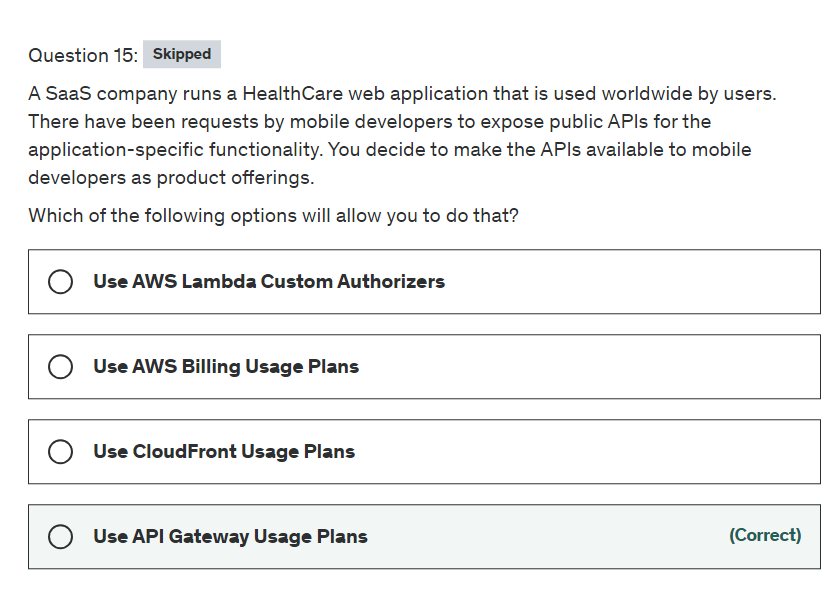 Question 15: Skipped
A SaaS company runs a HealthCare web application that is used worldwide by users.
There have been requests by mobile developers to expose public APIs for the
application-specific functionality. You decide to make the APIs available to mobile
developers as product offerings.
Which of the following options will allow you to do that?
Use AWS Lambda Custom Authorizers
Use AWS Billing Usage Plans
Use CloudFront Usage Plans
Use API Gateway Usage Plans (Correct)